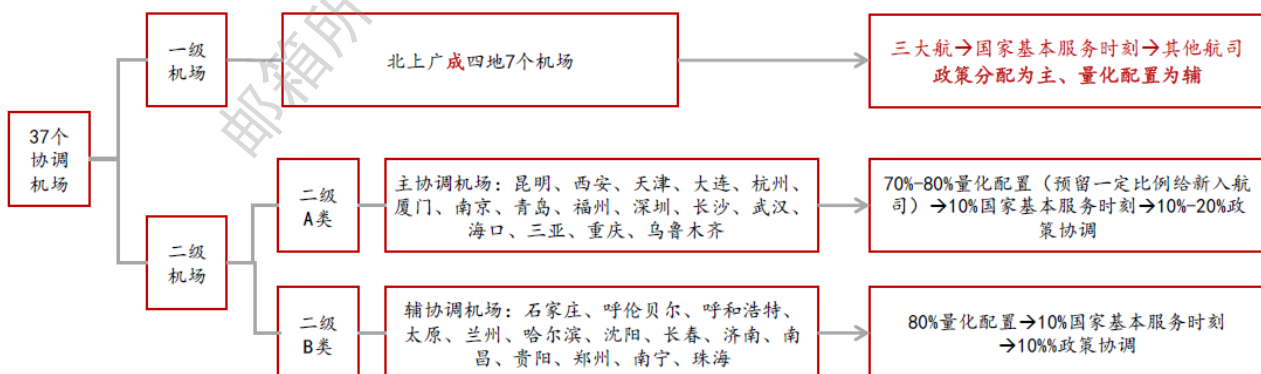 37个
协调
机场
一级
机场
北上广成四地7个机场
三大航→国家基本服务时刻→其他航司
政策分配为主、量化配置为辅
二级
机场
二级
A类
主协调机场：昆明、西安、天津、大连、杭州、
厦门、南京、青岛、福州、深圳、长沙、武汉、
海口、三亚、重庆、乌鲁木齐
70%-80%量化配置（预留一定比例给新入航
司）→10%国家基本服务时刻→10%-20%政
策协调
二级
B类
辅协调机场：石家庄、呼伦贝尔、呼和浩特、
太原、兰州、哈尔滨、沈阳、长春、济南、南
昌、贵阳、郑州、南宁、珠海
80%量化配置→10%国家基本服务时刻
→10%%政策协调
邮箱所